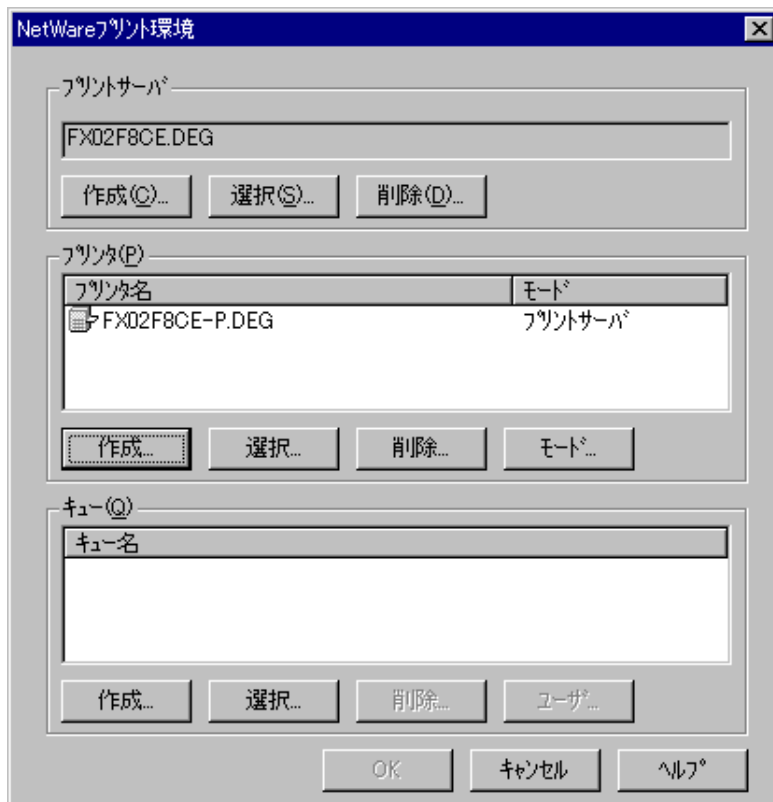 NetWareﾌﾟﾘﾝﾄ環境
ﾌﾟﾘﾝﾄｻｰﾊﾞ
FX02F8CE.DEG
作成(C)... 選択(S)... 削除(D)...
ﾌﾟﾘﾝﾀ(P)
ﾌﾟﾘﾝﾀ名 ﾓｰﾄﾞ
FX02F8CE-P.DEG ﾌﾟﾘﾝﾄｻｰﾊﾞ
作成... 選択... 削除... ﾓｰﾄﾞ...
ｷｭｰ(Q)
ｷｭｰ名
作成... 選択... 削除... ﾕｰｻﾞ...
OK ｷｬﾝｾﾙ ﾍﾙﾌﾟ